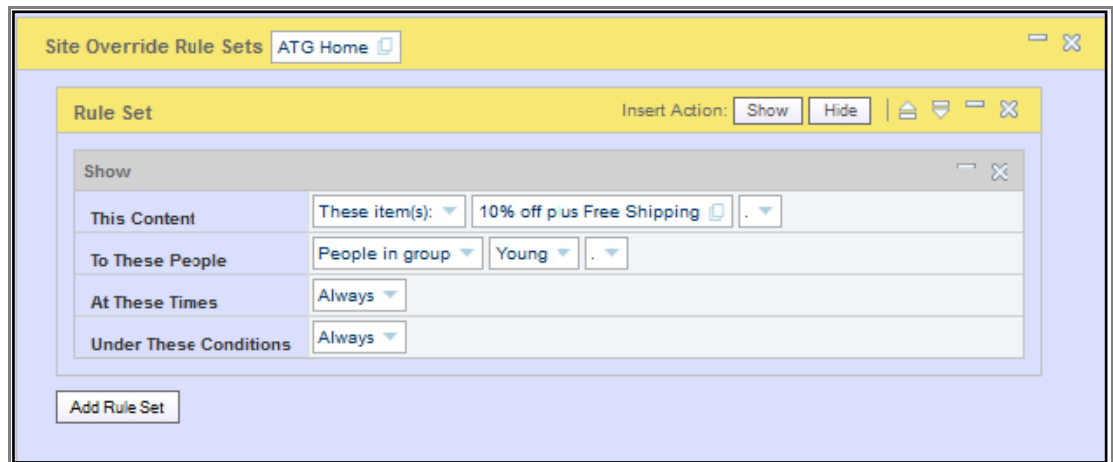 Site Override Rule Sets ATG Home
Rule Set Insert Action: Show Hide
Show
This Content These item(s): 10% off plus Free Shipping .
To These People People in group Young .
At These Times Always
Under These Conditions Always
Add Rule Set